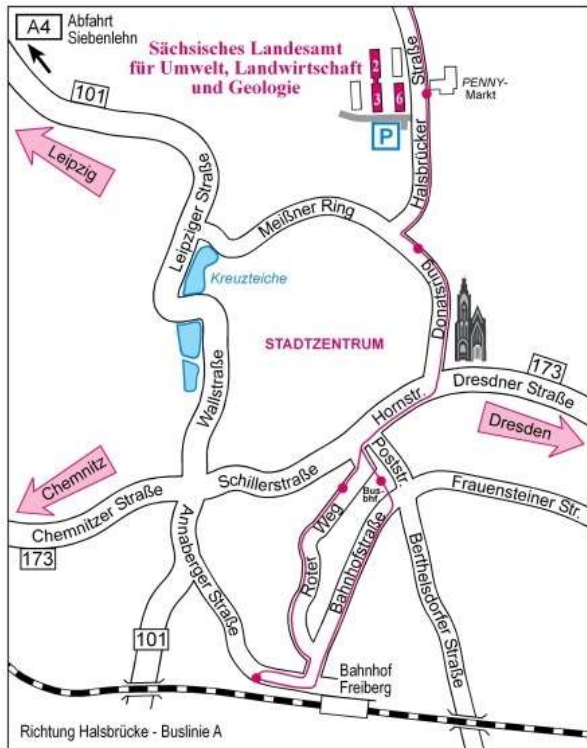 A4
Abfahrt
Siebenlehn
Sächsisches Landesamt
für Umwelt, Landwirtschaft
und Geologie
2
3
6
Straße
Halsbrücker
PENNY-
Markt
P
101
Leipzig
Leipziger Straße
Meißner Ring
Kreuzteiche
Donatsring
STADTZENTRUM
Wallstraße
173
Dresdner Straße
Dresden
Hornstr.
Poststr.
Chemnitz
Schillerstraße
Bus-
bhf
Frauensteiner Str.
Chemnitzer Straße
173
Annaberger Straße
Roter Weg
Bahnhofstraße
Berthelsdorfer Straße
101
Bahnhof
Freiberg
Richtung Halsbrücke - Buslinie A